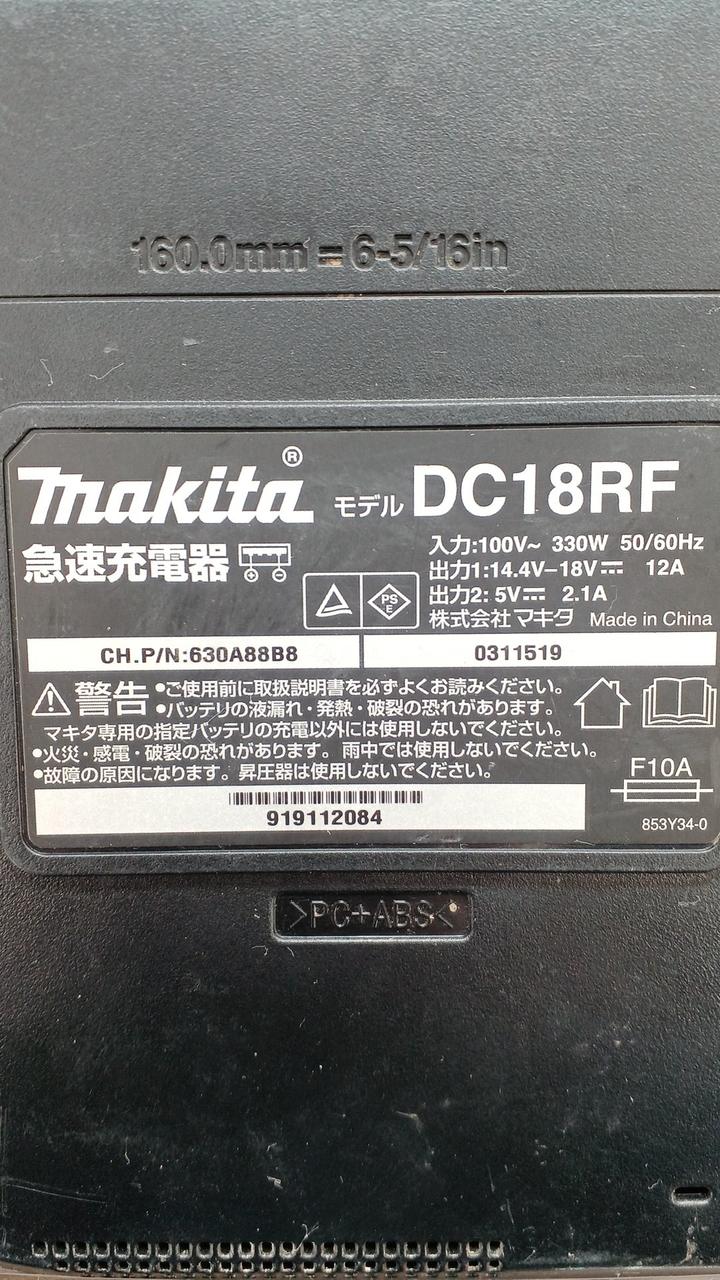 160.0mm = 6-5/16in
makita® モデル DC18RF
急速充電器
入力:100V~ 330W 50/60Hz
出力1:14.4V-18V⎓ 12A
出力2: 5V⎓ 2.1A
PS
E
株式会社マキタ Made in China
CH.P/N:630A88B8 0311519
警告 •ご使用前に取扱説明書を必ずよくお読みください。
•バッテリの液漏れ・発熱・破裂の恐れがあります。
マキタ専用の指定バッテリの充電以外には使用しないでください。
•火災・感電・破裂の恐れがあります。雨中では使用しないでください。
•故障の原因になります。昇圧器は使用しないでください。
F10A
919112084
853Y34-0
>PC+ABS<